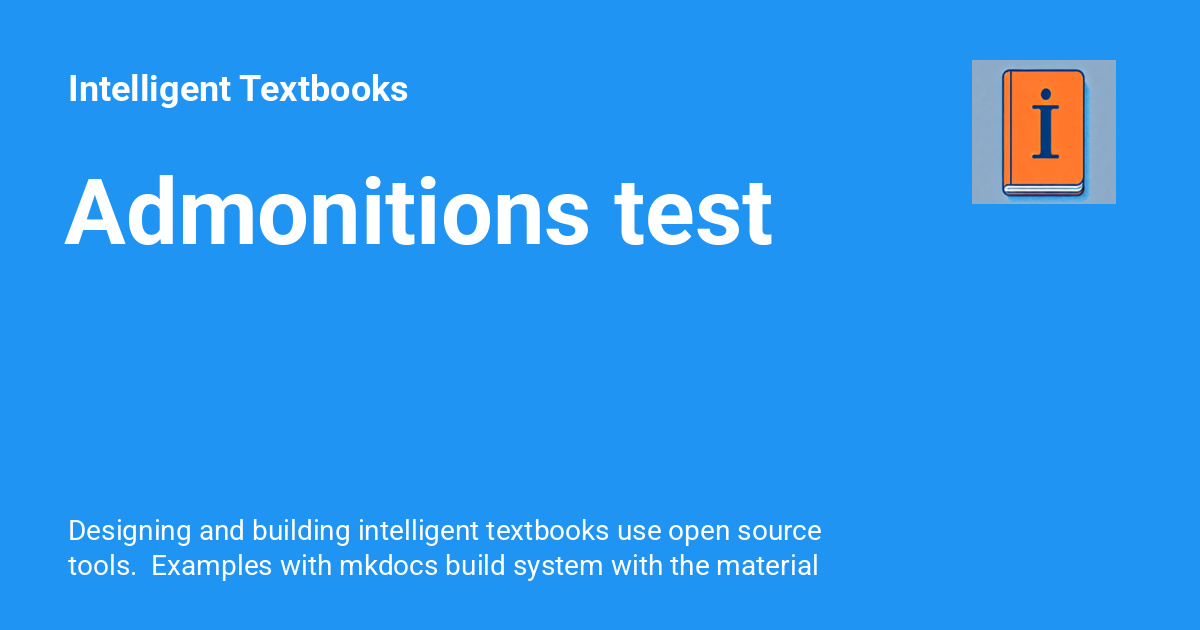 Intelligent Textbooks
i
Admonitions test
Designing and building intelligent textbooks use open source
tools.  Examples with mkdocs build system with the material